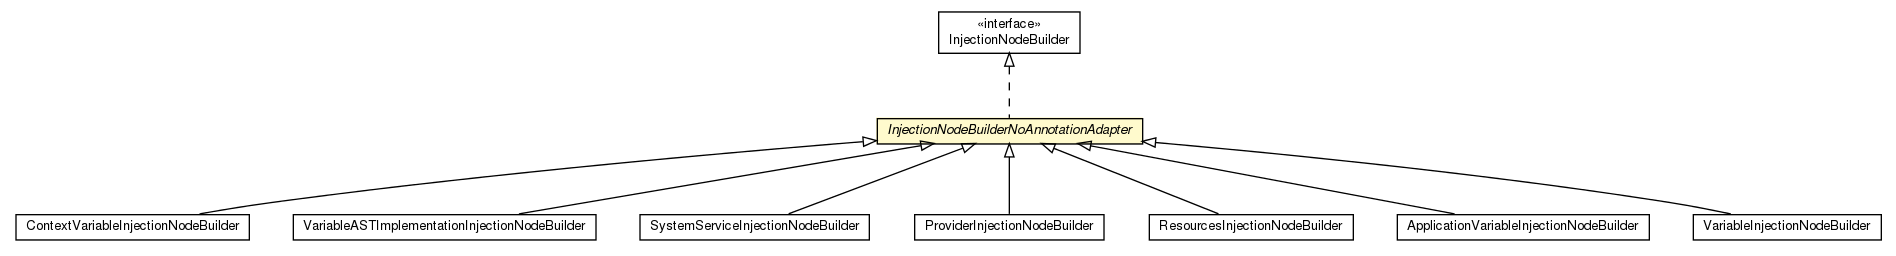 «interface»
InjectionNodeBuilder
InjectionNodeBuilderNoAnnotationAdapter
ContextVariableInjectionNodeBuilder
VariableASTImplementationInjectionNodeBuilder
SystemServiceInjectionNodeBuilder
ProviderInjectionNodeBuilder
ResourcesInjectionNodeBuilder
ApplicationVariableInjectionNodeBuilder
VariableInjectionNodeBuilder